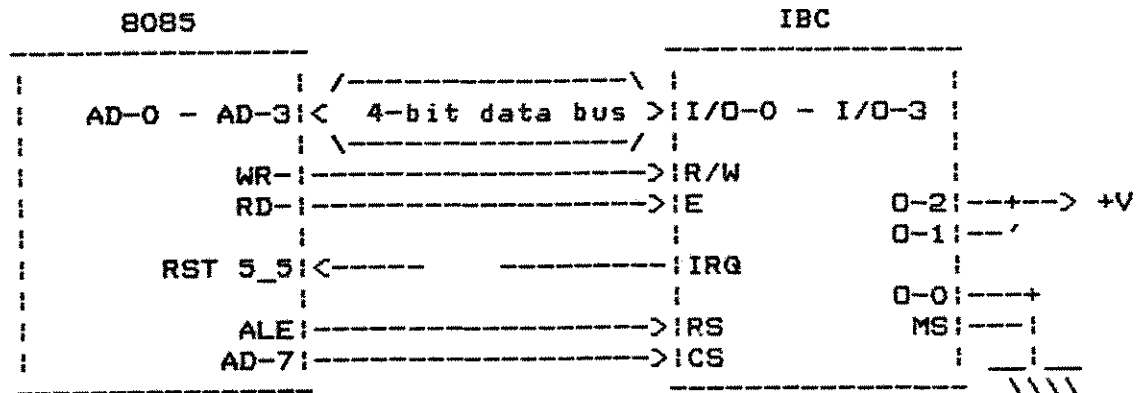 8085 IBC
AD-0 - AD-3 4-bit data bus I/O-0 - I/O-3
WR- R/W
RD- E O-2 +V
O-1
RST 5_5 IRQ
O-0
ALE RS MS
AD-7 CS